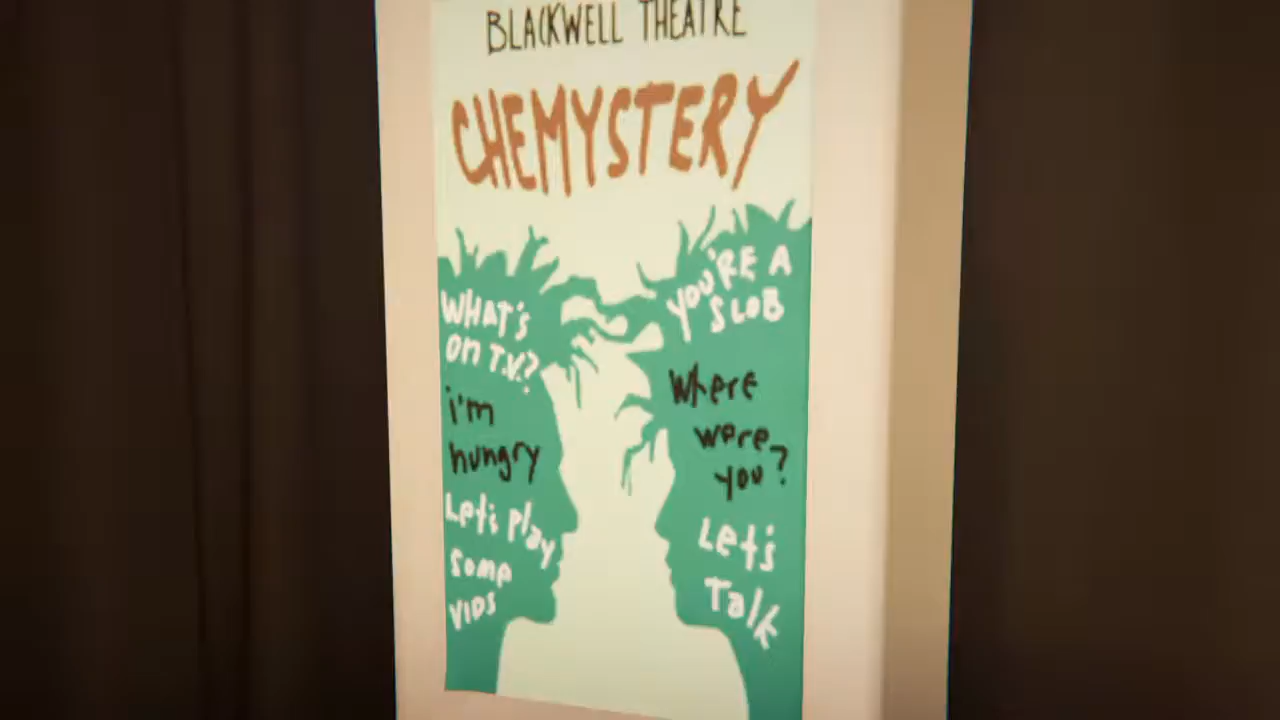 BLACKWELL THEATRE
CHEMYSTERY
WHAT'S
on T.V.?
i'm
hungry
Let's Play
some
VIDS
YOU'RE A
SLOB
Where
were
you?
Let's
Talk